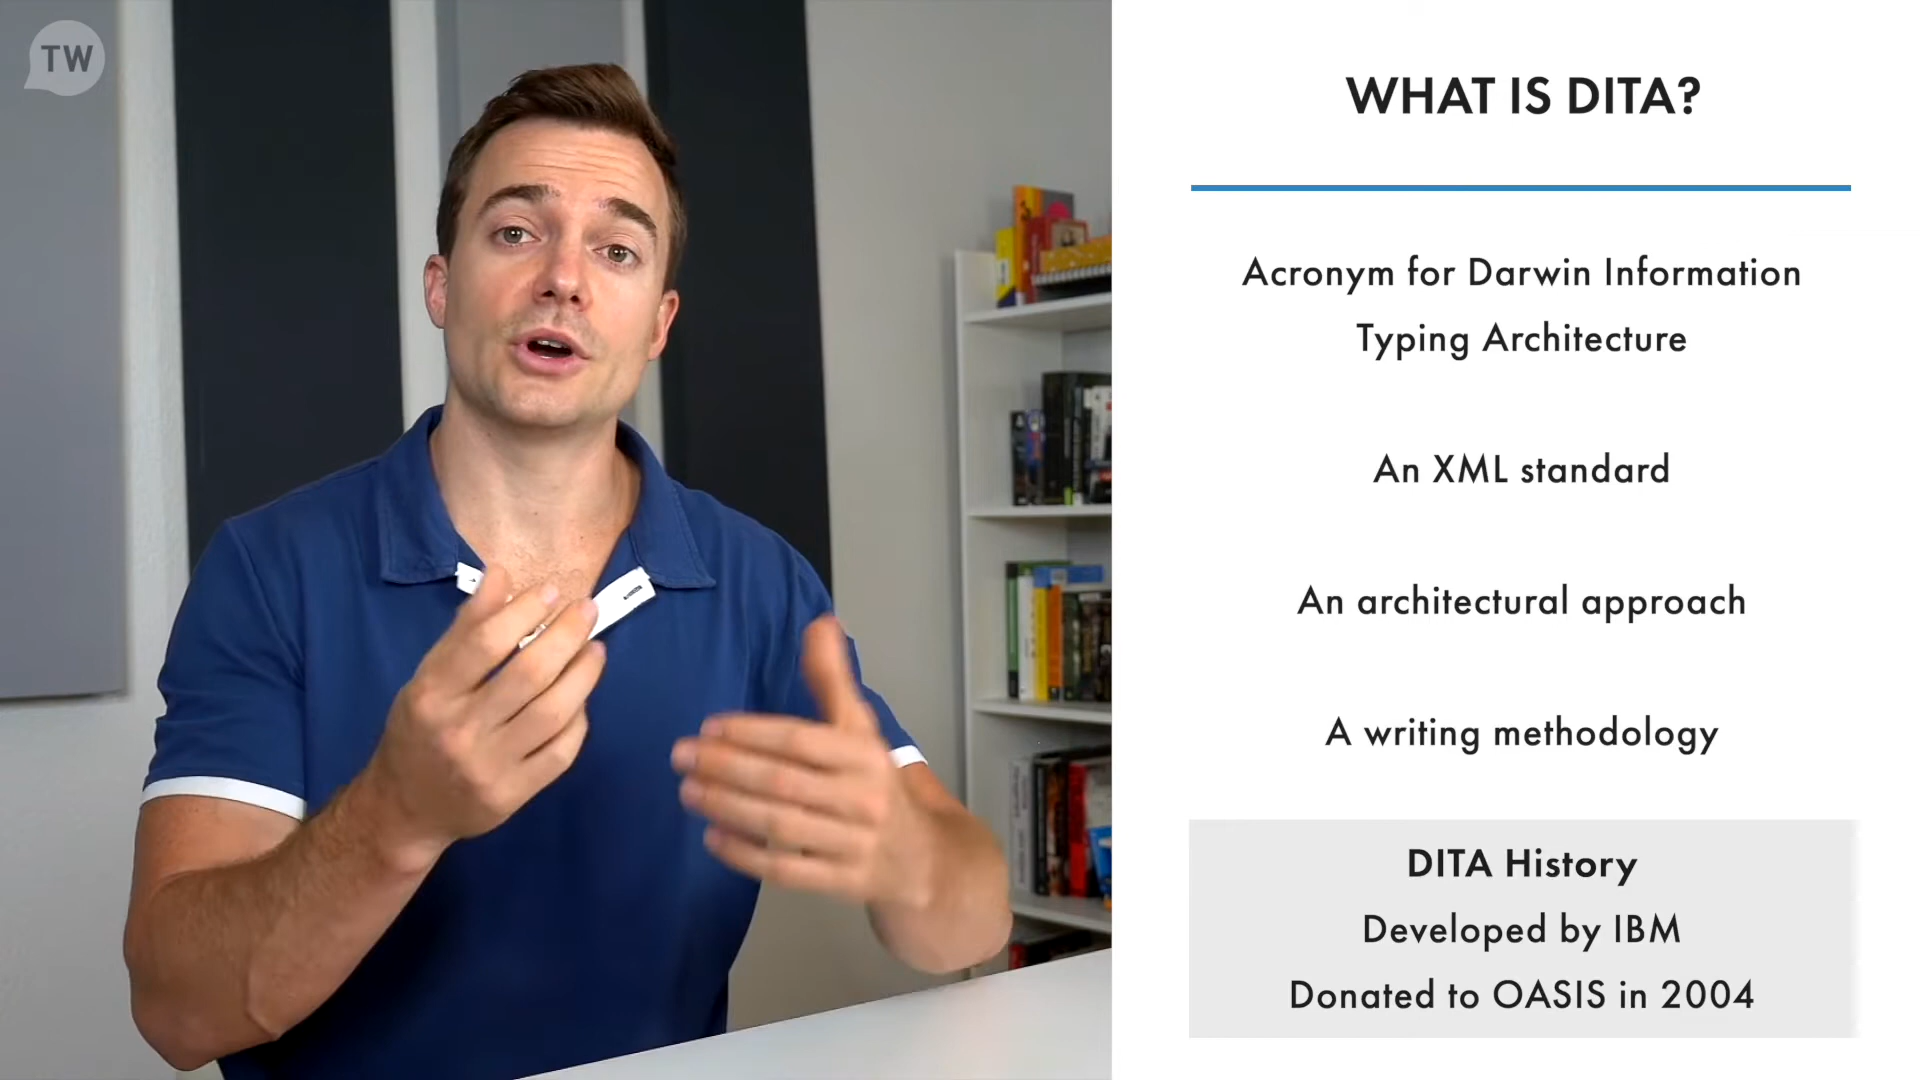 TW
WHAT IS DITA?
Acronym for Darwin Information
Typing Architecture
An XML standard
An architectural approach
A writing methodology
DITA History
Developed by IBM
Donated to OASIS in 2004